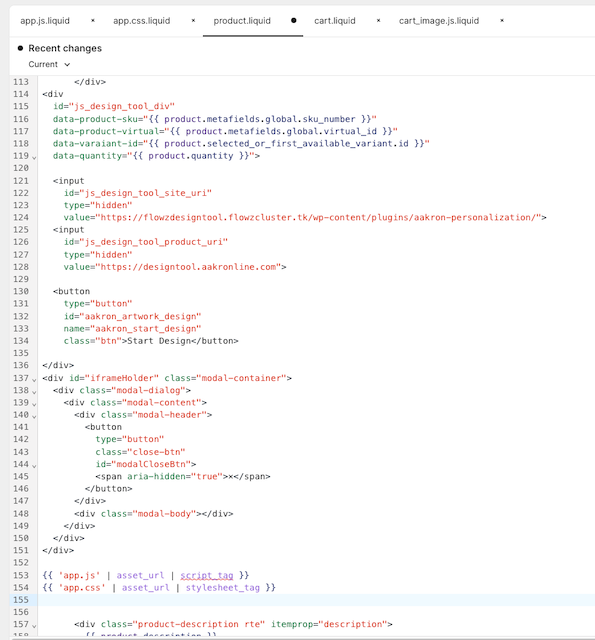 app.js.liquid × app.css.liquid × product.liquid ● cart.liquid × cart_image.js.liquid ×
● Recent changes
Current
113 </div>
114 <div
115 id="js_design_tool_div"
116 data-product-sku="{{ product.metafields.global.sku_number }}"
117 data-product-virtual="{{ product.metafields.global.virtual_id }}"
118 data-varaiant-id="{{ product.selected_or_first_available_variant.id }}"
119 data-quantity="{{ product.quantity }}">
120
121 <input
122 id="js_design_tool_site_uri"
123 type="hidden"
124 value="https://flowzdesigntool.flowzcluster.tk/wp-content/plugins/aakron-personalization/">
125 <input
126 id="js_design_tool_product_uri"
127 type="hidden"
128 value="https://designtool.aakronline.com">
129
130 <button
131 type="button"
132 id="aakron_artwork_design"
133 name="aakron_start_design"
134 class="btn">Start Design</button>
135
136 </div>
137 <div id="iframeHolder" class="modal-container">
138 <div class="modal-dialog">
139 <div class="modal-content">
140 <div class="modal-header">
141 <button
142 type="button"
143 class="close-btn"
144 id="modalCloseBtn">
145 <span aria-hidden="true">×</span>
146 </button>
147 </div>
148 <div class="modal-body"></div>
149 </div>
150 </div>
151 </div>
152
153 {{ 'app.js' | asset_url | script_tag }}
154 {{ 'app.css' | asset_url | stylesheet_tag }}
155
156
157 <div class="product-description rte" itemprop="description">
158 {{ product.description }}